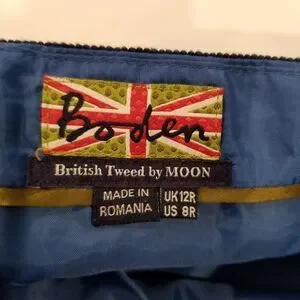 Boden
British Tweed by MOON
MADE IN
ROMANIA
UK12R
US 8R